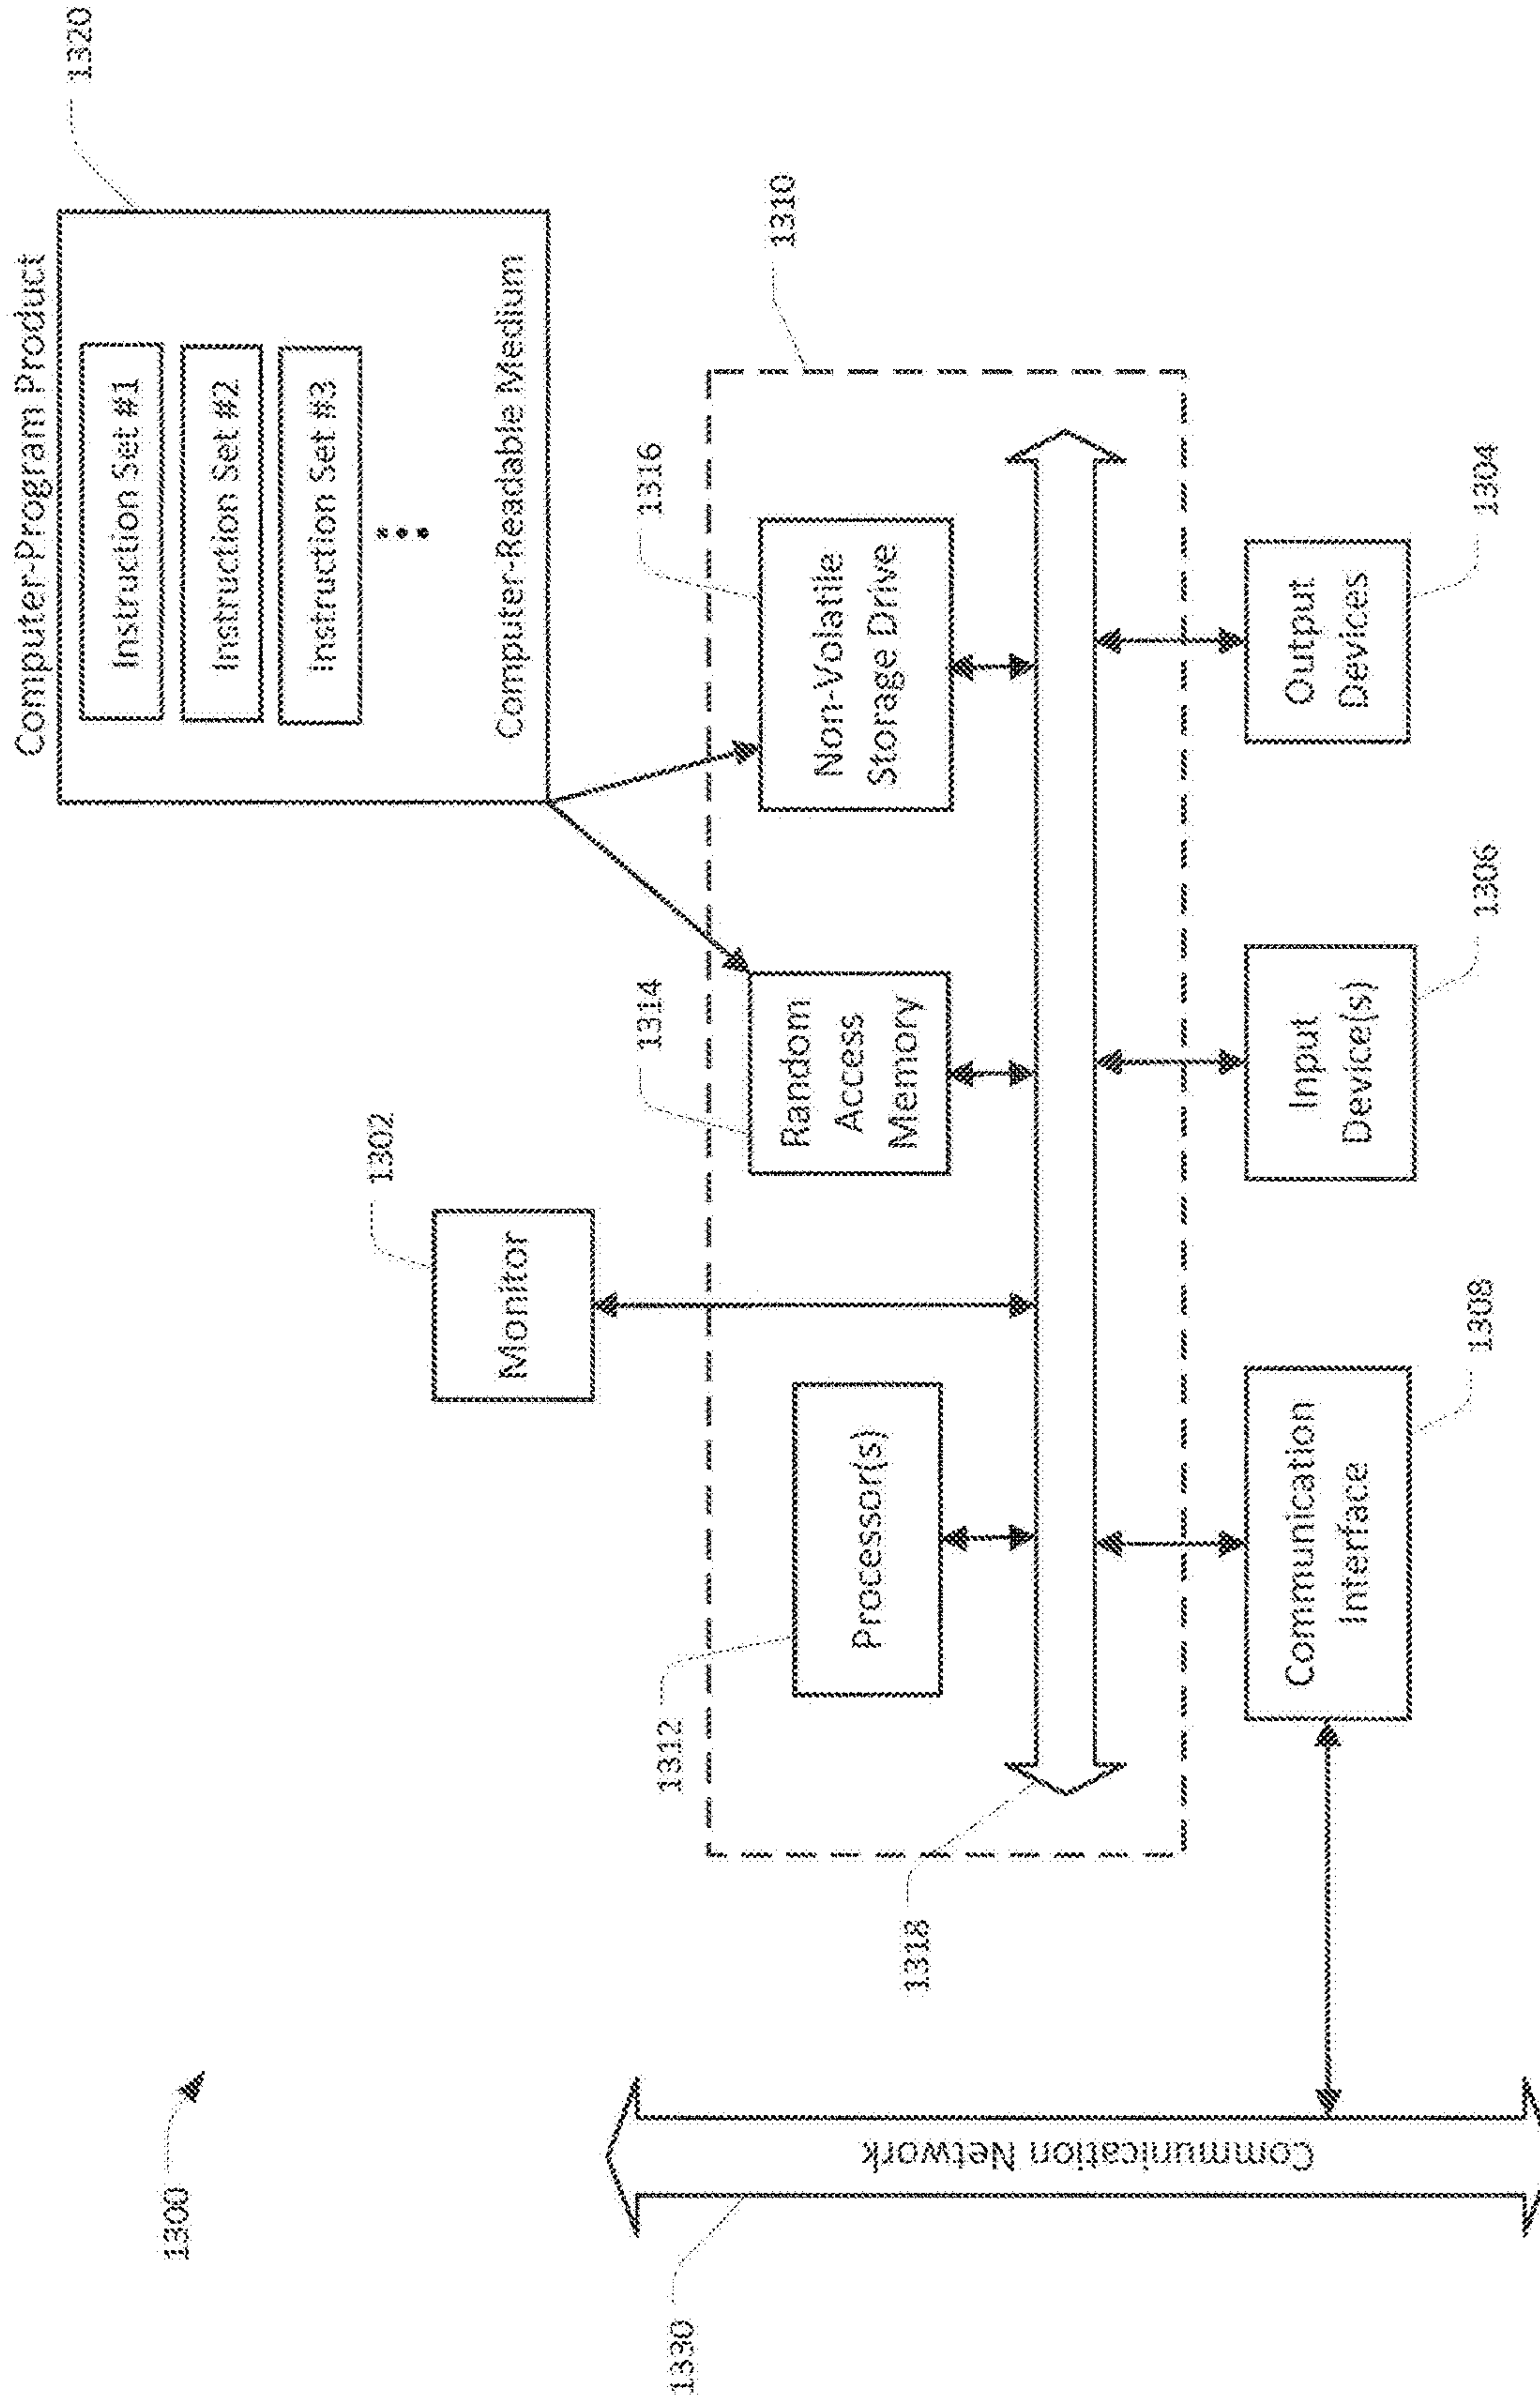 1300
Computer-Program Product
1320
Instruction Set #1
Instruction Set #2
Instruction Set #3
Computer-Readable Medium
1302
Monitor
1310
1312
1314
1316
Processor(s)
Random
Access
Memory
Non-Volatile
Storage Drive
1318
1330
Communication Network
Communication
Interface
1308
Input
Device(s)
1306
Output
Devices
1304